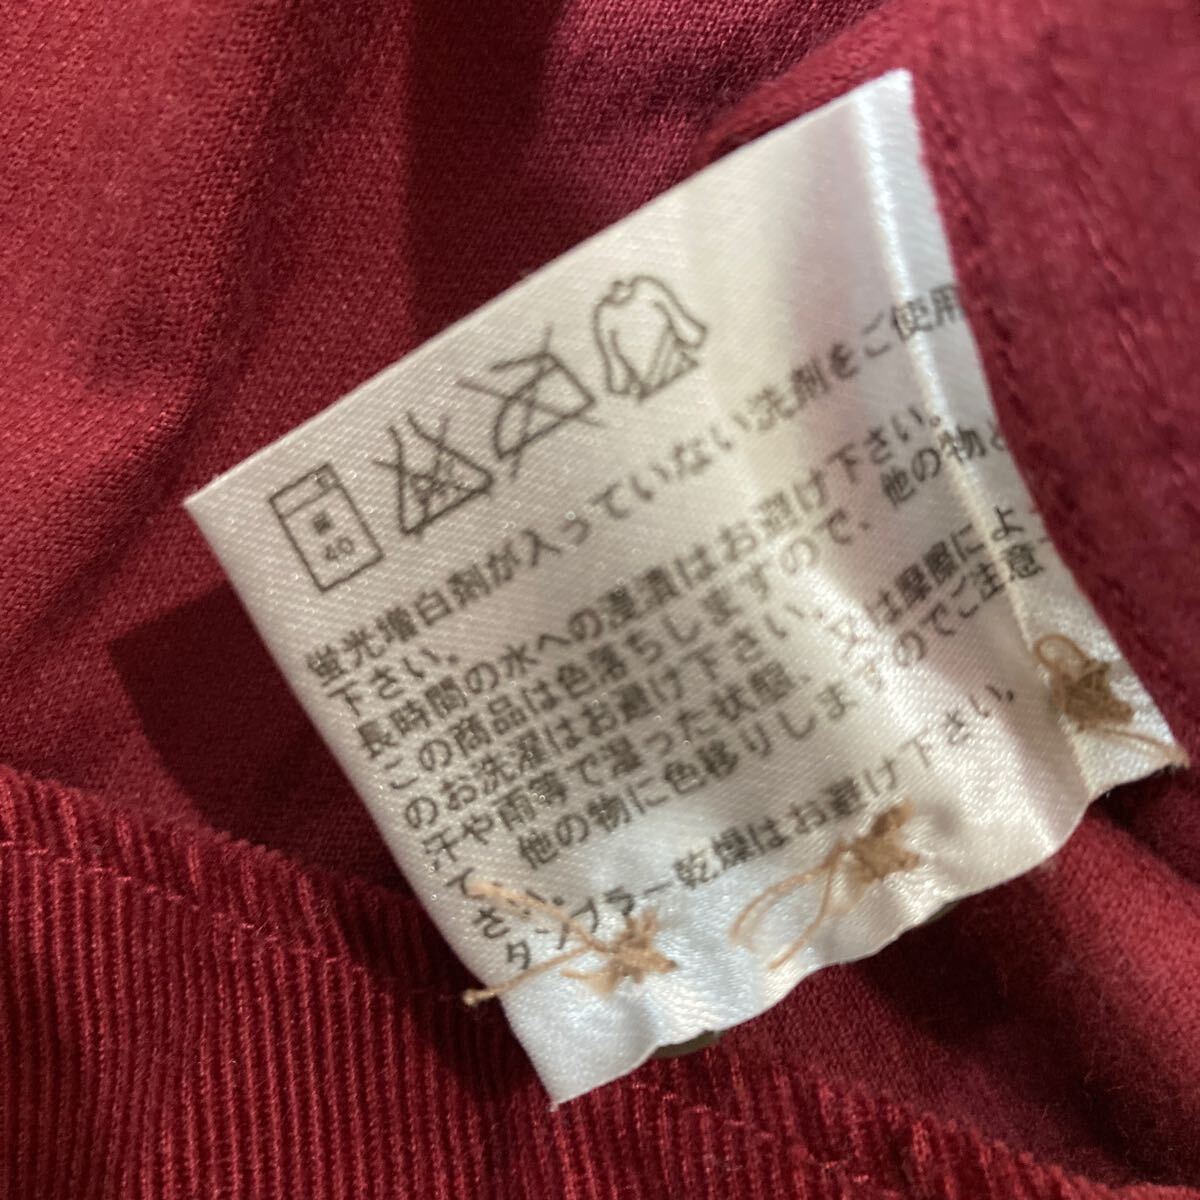 弱
40
蛍光増白剤が入っていない洗剤をご使用
下さい。
長時間の水への浸漬はお避け下さい。
この商品は色落ちしますので、他の物と
のお洗濯はお避け下さい。
汗や雨等で湿った状態、又は摩擦によ
他の物に色移りしますのでご注意
下さ
タンブラー乾燥はお避け下さい。